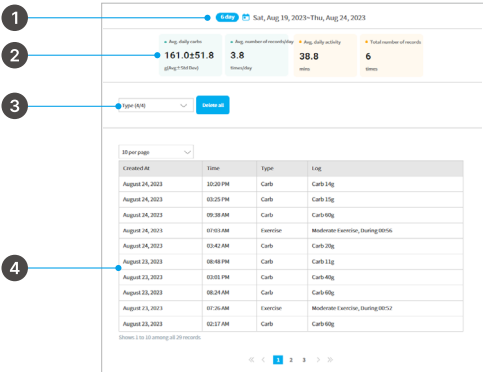 1
6 day Sat, Aug 19, 2023~Thu, Aug 24, 2023
2
Avg. daily carbs Avg. number of records/day Avg. daily activity Total number of records
161.0±51.8 3.8 38.8 6
g(Avg ± Std Dev) times/day mins times
3
Type (4/4) Delete all
10 per page
Created At Time Type Log
August 24, 2023 10:20 PM Carb Carb 14g
August 24, 2023 03:25 PM Carb Carb 15g
August 24, 2023 09:38 AM Carb Carb 60g
August 24, 2023 07:03 AM Exercise Moderate Exercise, During 00:56
August 24, 2023 03:42 AM Carb Carb 20g
4
August 23, 2023 08:48 PM Carb Carb 11g
August 23, 2023 03:01 PM Carb Carb 40g
August 23, 2023 08:24 AM Carb Carb 60g
August 23, 2023 07:26 AM Exercise Moderate Exercise, During 00:52
August 23, 2023 02:17 AM Carb Carb 60g
Shows 1 to 10 among all 29 records
1 2 3